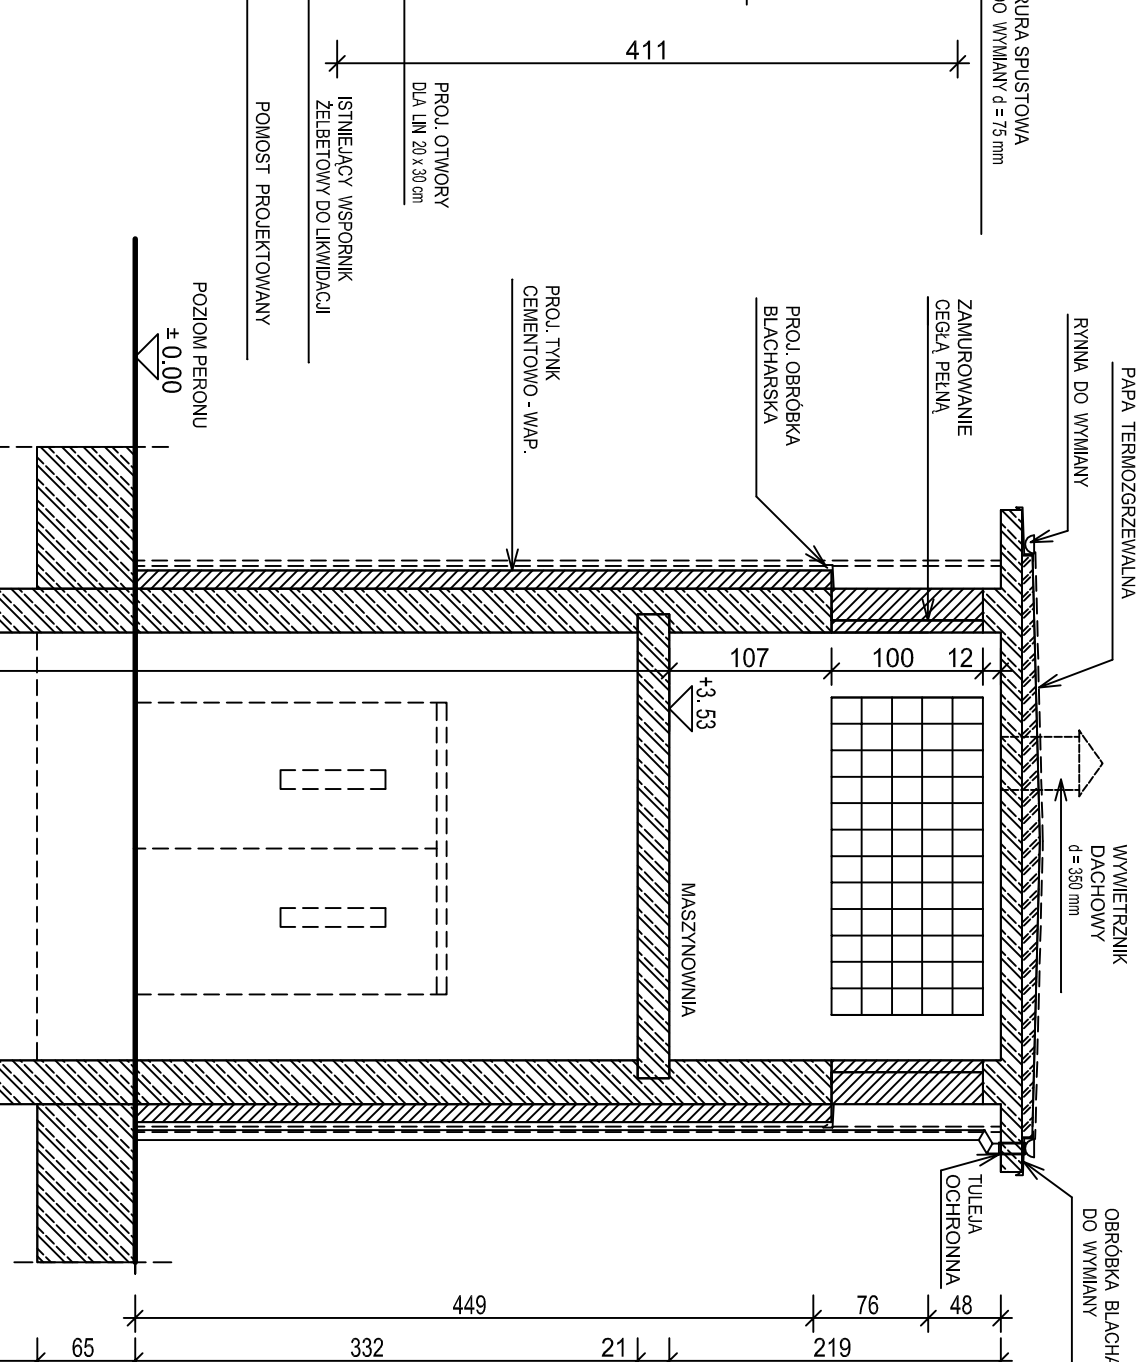 RURA SPUSTOWA
DO WYMIANY d = 75 mm
411
PROJ. OTWORY
DLA LIN 20 x 30 cm
ISTNIEJĄCY WSPORNIK
ŻELBETOWY DO LIKWIDACJI
POMOST PROJEKTOWANY
POZIOM PERONU
± 0.00
PROJ. TYNK
CEMENTOWO - WAP.
PROJ. OBRÓBKA
BLACHARSKA
ZAMUROWANIE
CEGŁĄ PEŁNĄ
RYNNA DO WYMIANY
PAPA TERMOZGRZEWALNA
107
100
12
+3. 53
WYWIETRZNIK
DACHOWY
d = 350 mm
MASZYNOWNIA
TULEJA
OCHRONNA
OBRÓBKA BLACHA
DO WYMIANY
449
76
48
65
332
21
219